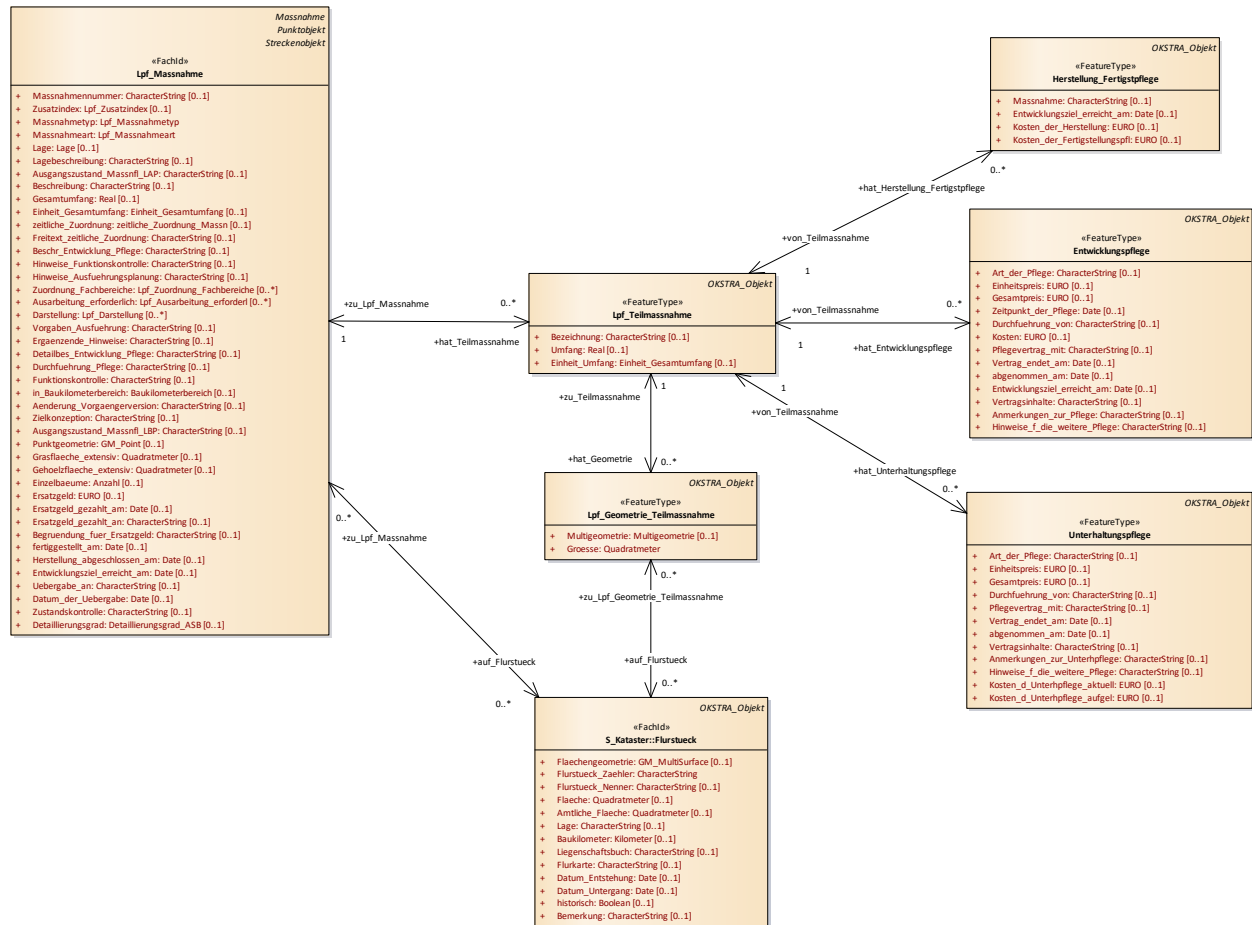 Massnahme
Punktobjekt
Streckenobjekt
«FachId»
Lpf_Massnahme
+ Massnahmennummer: CharacterString [0..1]
+ Zusatzindex: Lpf_Zusatzindex [0..1]
+ Massnahmetyp: Lpf_Massnahmetyp
+ Massnahmeart: Lpf_Massnahmeart
+ Lage: Lage [0..1]
+ Lagebeschreibung: CharacterString [0..1]
+ Ausgangszustand_Massnfl_LAP: CharacterString [0..1]
+ Beschreibung: CharacterString [0..1]
+ Gesamtumfang: Real [0..1]
+ Einheit_Gesamtumfang: Einheit_Gesamtumfang [0..1]
+ zeitliche_Zuordnung: zeitliche_Zuordnung_Massn [0..1]
+ Freitext_zeitliche_Zuordnung: CharacterString [0..1]
+ Beschr_Entwicklung_Pflege: CharacterString [0..1]
+ Hinweise_Funktionskontrolle: CharacterString [0..1]
+ Hinweise_Ausfuehrungsplanung: CharacterString [0..1]
+ Zuordnung_Fachbereiche: Lpf_Zuordnung_Fachbereiche [0..*]
+ Ausarbeitung_erforderlich: Lpf_Ausarbeitung_erforderl [0..*]
+ Darstellung: Lpf_Darstellung [0..*]
+ Vorgaben_Ausfuehrung: CharacterString [0..1]
+ Ergaenzende_Hinweise: CharacterString [0..1]
+ Detailbes_Entwicklung_Pflege: CharacterString [0..1]
+ Durchfuehrung_Pflege: CharacterString [0..1]
+ Funktionskontrolle: CharacterString [0..1]
+ in_Baukilometerbereich: Baukilometerbereich [0..1]
+ Aenderung_Vorgaengerversion: CharacterString [0..1]
+ Zielkonzeption: CharacterString [0..1]
+ Ausgangszustand_Massnfl_LBP: CharacterString [0..1]
+ Punktgeometrie: GM_Point [0..1]
+ Grasflaeche_extensiv: Quadratmeter [0..1]
+ Gehoelzflaeche_extensiv: Quadratmeter [0..1]
+ Einzelbaeume: Anzahl [0..1]
+ Ersatzgeld: EURO [0..1]
+ Ersatzgeld_gezahlt_am: Date [0..1]
+ Ersatzgeld_gezahlt_an: CharacterString [0..1]
+ Begruendung_fuer_Ersatzgeld: CharacterString [0..1]
+ fertiggestellt_am: Date [0..1]
+ Herstellung_abgeschlossen_am: Date [0..1]
+ Entwicklungsziel_erreicht_am: Date [0..1]
+ Uebergabe_an: CharacterString [0..1]
+ Datum_der_Uebergabe: Date [0..1]
+ Zustandskontrolle: CharacterString [0..1]
+ Detaillierungsgrad: Detaillierungsgrad_ASB [0..1]
OKSTRA_Objekt
«FeatureType»
Herstellung_Fertigstpflege
+ Massnahme: CharacterString [0..1]
+ Entwicklungsziel_erreicht_am: Date [0..1]
+ Kosten_der_Herstellung: EURO [0..1]
+ Kosten_der_Fertigstellungspfl: EURO [0..1]
0..*
+hat_Herstellung_Fertigstpflege
+von_Teilmassnahme
1
OKSTRA_Objekt
«FeatureType»
Entwicklungspflege
+ Art_der_Pflege: CharacterString [0..1]
+ Einheitspreis: EURO [0..1]
+ Gesamtpreis: EURO [0..1]
+ Zeitpunkt_der_Pflege: Date [0..1]
+ Durchfuehrung_von: CharacterString [0..1]
+ Kosten: EURO [0..1]
+ Pflegevertrag_mit: CharacterString [0..1]
+ Vertrag_endet_am: Date [0..1]
+ abgenommen_am: Date [0..1]
+ Entwicklungsziel_erreicht_am: Date [0..1]
+ Vertragsinhalte: CharacterString [0..1]
+ Anmerkungen_zur_Pflege: CharacterString [0..1]
+ Hinweise_f_die_weitere_Pflege: CharacterString [0..1]
OKSTRA_Objekt
«FeatureType»
Lpf_Teilmassnahme
+ Bezeichnung: CharacterString [0..1]
+ Umfang: Real [0..1]
+ Einheit_Umfang: Einheit_Gesamtumfang [0..1]
+zu_Lpf_Massnahme
0..*
1
+hat_Teilmassnahme
+von_Teilmassnahme
0..*
1
+hat_Entwicklungspflege
1
+zu_Teilmassnahme
+hat_Geometrie
0..*
1
+von_Teilmassnahme
+hat_Unterhaltungspflege
0..*
OKSTRA_Objekt
«FeatureType»
Lpf_Geometrie_Teilmassnahme
+ Multigeometrie: Multigeometrie [0..1]
+ Groesse: Quadratmeter
OKSTRA_Objekt
«FeatureType»
Unterhaltungspflege
+ Art_der_Pflege: CharacterString [0..1]
+ Einheitspreis: EURO [0..1]
+ Gesamtpreis: EURO [0..1]
+ Durchfuehrung_von: CharacterString [0..1]
+ Pflegevertrag_mit: CharacterString [0..1]
+ Vertrag_endet_am: Date [0..1]
+ abgenommen_am: Date [0..1]
+ Vertragsinhalte: CharacterString [0..1]
+ Anmerkungen_zur_Unterhpflege: CharacterString [0..1]
+ Hinweise_f_die_weitere_Pflege: CharacterString [0..1]
+ Kosten_d_Unterhpflege_aktuell: EURO [0..1]
+ Kosten_d_Unterhpflege_aufgel: EURO [0..1]
0..*
+zu_Lpf_Massnahme
+auf_Flurstueck
0..*
0..*
+zu_Lpf_Geometrie_Teilmassnahme
+auf_Flurstueck
0..*
OKSTRA_Objekt
«FachId»
S_Kataster::Flurstueck
+ Flaechengeometrie: GM_MultiSurface [0..1]
+ Flurstueck_Zaehler: CharacterString
+ Flurstueck_Nenner: CharacterString [0..1]
+ Flaeche: Quadratmeter [0..1]
+ Amtliche_Flaeche: Quadratmeter [0..1]
+ Lage: CharacterString [0..1]
+ Baukilometer: Kilometer [0..1]
+ Liegenschaftsbuch: CharacterString [0..1]
+ Flurkarte: CharacterString [0..1]
+ Datum_Entstehung: Date [0..1]
+ Datum_Untergang: Date [0..1]
+ historisch: Boolean [0..1]
+ Bemerkung: CharacterString [0..1]